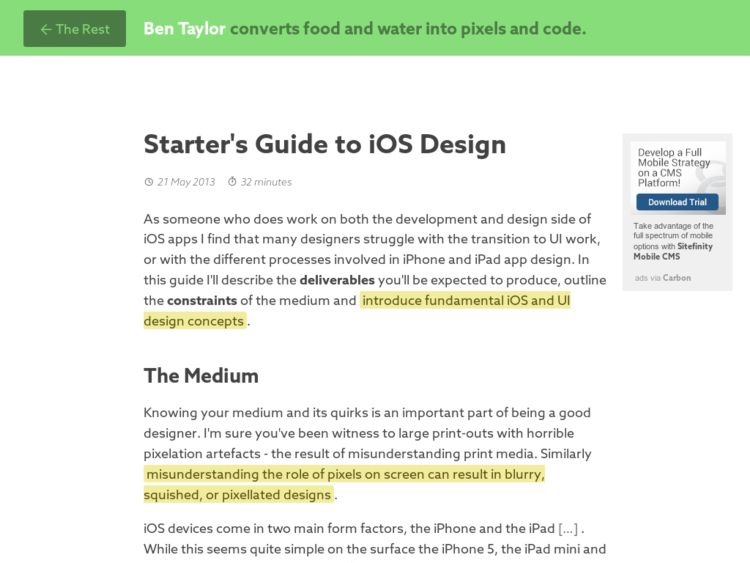 ← The Rest
Ben Taylor converts food and water into pixels and code.
Starter's Guide to iOS Design
21 May 2013 32 minutes
As someone who does work on both the development and design side of
iOS apps I find that many designers struggle with the transition to UI work,
or with the different processes involved in iPhone and iPad app design. In
this guide I'll describe the deliverables you'll be expected to produce, outline
the constraints of the medium and introduce fundamental iOS and UI
design concepts.
The Medium
Knowing your medium and its quirks is an important part of being a good
designer. I'm sure you've been witness to large print-outs with horrible
pixelation artefacts - the result of misunderstanding print media. Similarly
misunderstanding the role of pixels on screen can result in blurry,
squished, or pixellated designs.
iOS devices come in two main form factors, the iPhone and the iPad [...] .
While this seems quite simple on the surface the iPhone 5, the iPad mini and
Develop a Full
Mobile Strategy
on a CMS
Platform!
Download Trial
Take advantage of the
full spectrum of mobile
options with Sitefinity
Mobile CMS
ads via Carbon